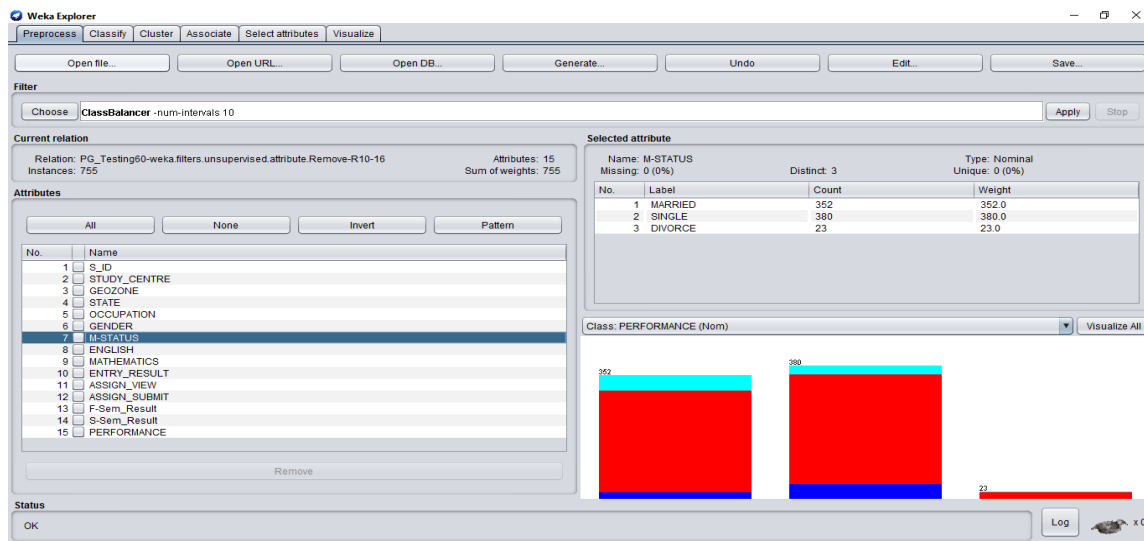 Weka Explorer
Preprocess Classify Cluster Associate Select attributes Visualize
Open file... Open URL... Open DB... Generate... Undo Edit... Save...
Filter
Choose ClassBalancer -num-intervals 10 Apply Stop
Current relation
Relation: PG_Testing60-weka.filters.unsupervised.attribute.Remove-R10-16 Attributes: 15
Instances: 755 Sum of weights: 755
Attributes
All None Invert Pattern
No. Name
1 S_ID
2 STUDY_CENTRE
3 GEOZONE
4 STATE
5 OCCUPATION
6 GENDER
7 M-STATUS
8 ENGLISH
9 MATHEMATICS
10 ENTRY_RESULT
11 ASSIGN_VIEW
12 ASSIGN_SUBMIT
13 F-Sem_Result
14 S-Sem_Result
15 PERFORMANCE
Remove
Selected attribute
Name: M-STATUS Type: Nominal
Missing: 0 (0%) Distinct: 3 Unique: 0 (0%)
No. Label Count Weight
1 MARRIED 352 352.0
2 SINGLE 380 380.0
3 DIVORCE 23 23.0
Class: PERFORMANCE (Nom) Visualize All
352
380
23
Status
OK
Log x 0